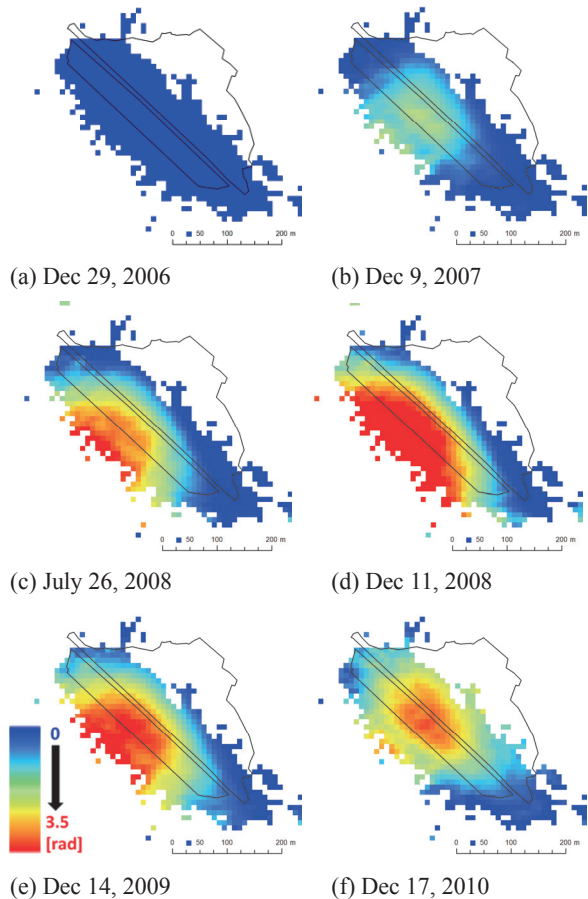 0 50 100 200 m
0 50 100 200 m
(a) Dec 29, 2006
(b) Dec 9, 2007
0 50 100 200 m
0 50 100 200 m
(c) July 26, 2008
(d) Dec 11, 2008
0
3.5
[rad]
0 50 100 200 m
0 50 100 200 m
(e) Dec 14, 2009
(f) Dec 17, 2010